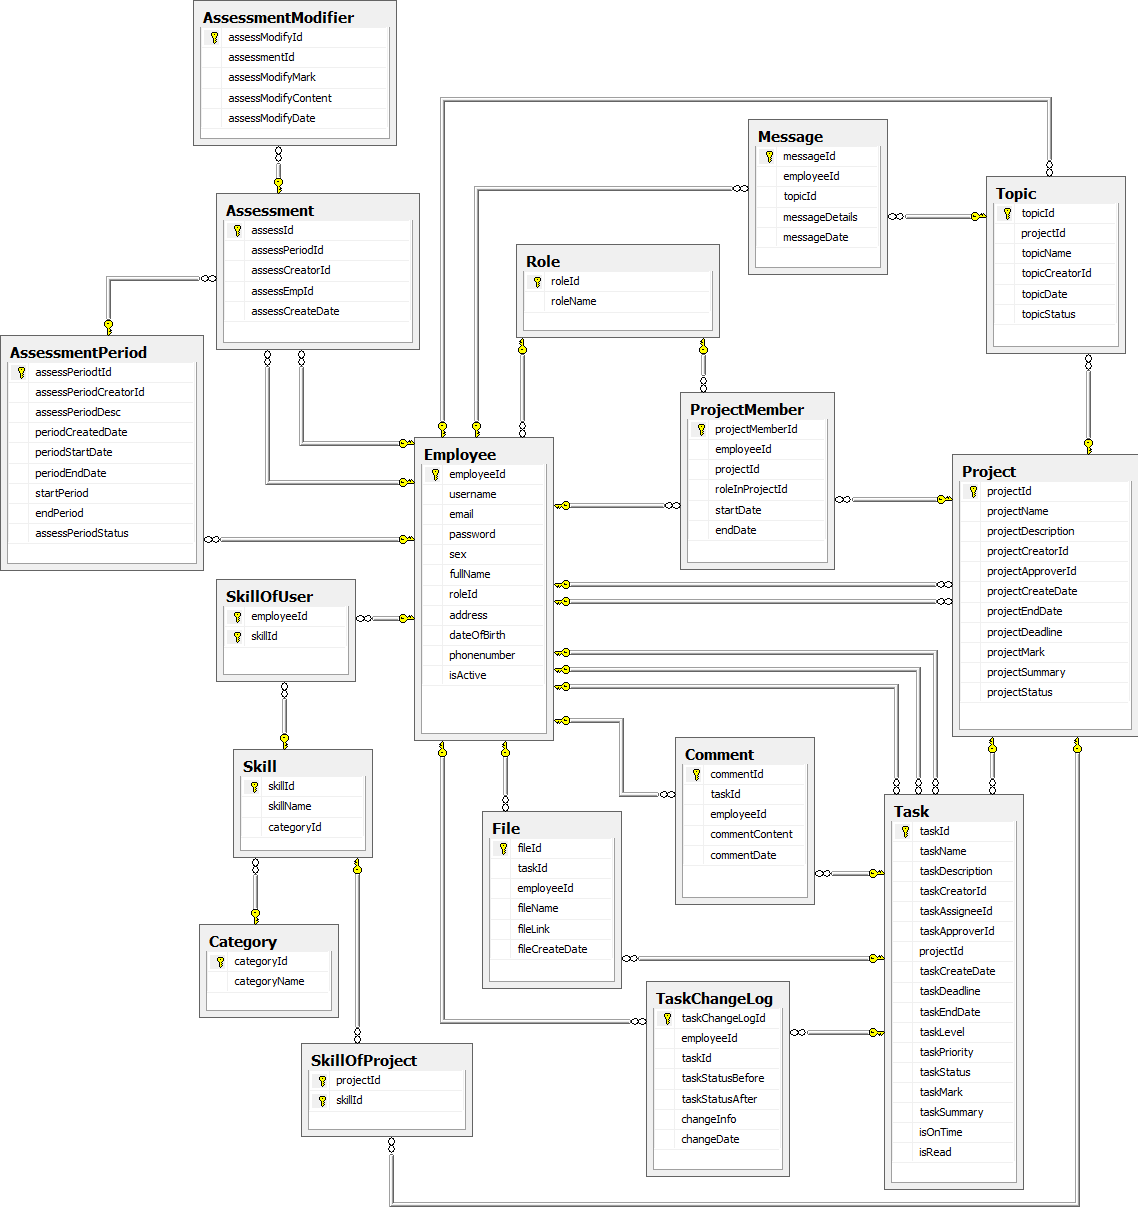 AssessmentModifier
assessModifyId
assessmentId
assessModifyMark
assessModifyContent
assessModifyDate
Message
messageId
employeeId
topicId
messageDetails
messageDate
Topic
topicId
projectId
topicName
topicCreatorId
topicDate
topicStatus
Assessment
assessId
assessPeriodId
assessCreatorId
assessEmpId
assessCreateDate
Role
roleId
roleName
AssessmentPeriod
assessPeriodtId
assessPeriodCreatorId
assessPeriodDesc
periodCreatedDate
periodStartDate
periodEndDate
startPeriod
endPeriod
assessPeriodStatus
ProjectMember
projectMemberId
employeeId
projectId
roleInProjectId
startDate
endDate
Employee
employeeId
username
email
password
sex
fullName
roleId
address
dateOfBirth
phonenumber
isActive
Project
projectId
projectName
projectDescription
projectCreatorId
projectApproverId
projectCreateDate
projectEndDate
projectDeadline
projectMark
projectSummary
projectStatus
SkillOfUser
employeeId
skillId
Skill
skillId
skillName
categoryId
Comment
commentId
taskId
employeeId
commentContent
commentDate
File
fileId
taskId
employeeId
fileName
fileLink
fileCreateDate
Task
taskId
taskName
taskDescription
taskCreatorId
taskAssigneeId
taskApproverId
projectId
taskCreateDate
taskDeadline
taskEndDate
taskLevel
taskPriority
taskStatus
taskMark
taskSummary
isOnTime
isRead
Category
categoryId
categoryName
TaskChangeLog
taskChangeLogId
employeeId
taskId
taskStatusBefore
taskStatusAfter
changeInfo
changeDate
SkillOfProject
projectId
skillId